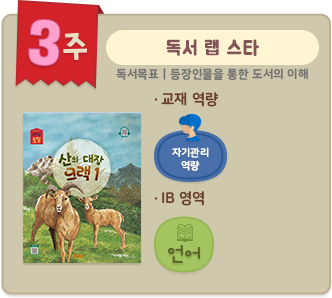 3주
독서 랩 스타
독서목표 | 등장인물을 통한 도서의 이해
· 교재 역량
산의 대장
크랙 1
자기관리
역량
· IB 영역
언어